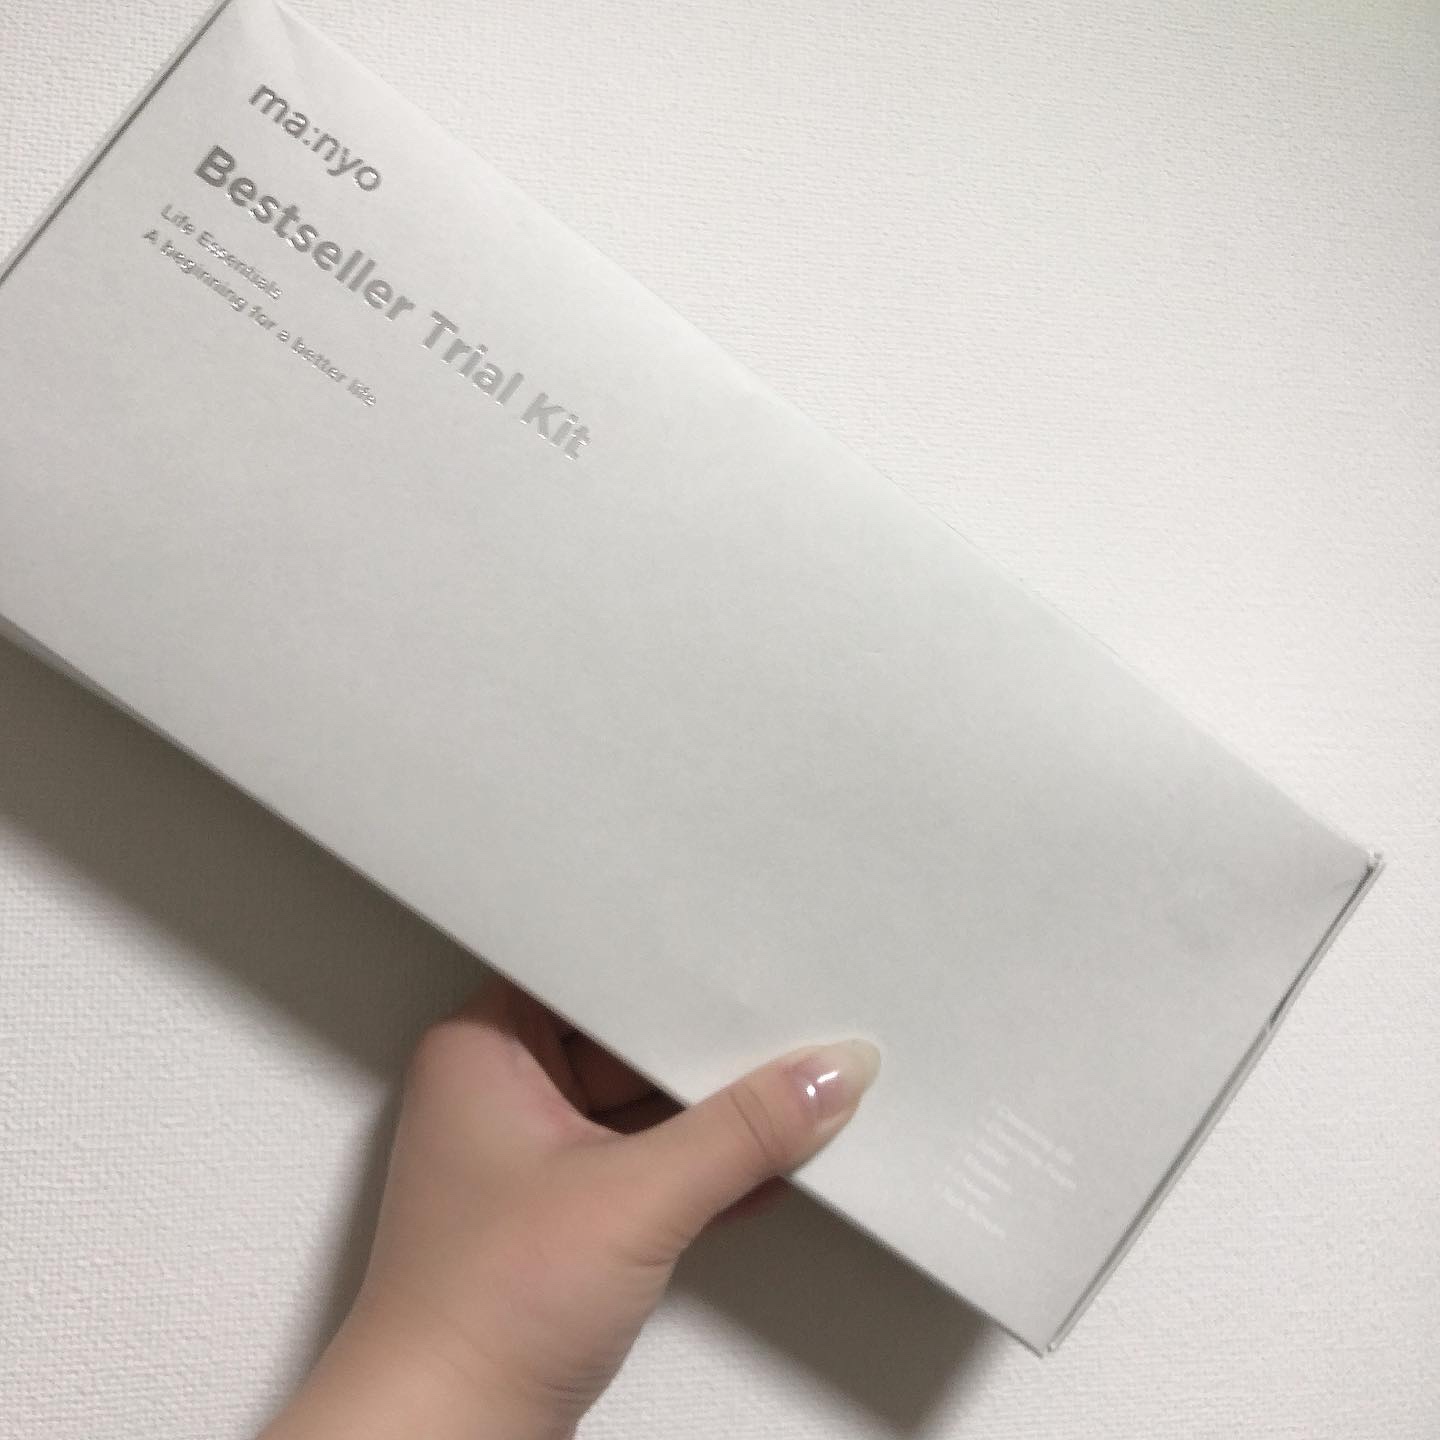 ma:nyo
Bestseller Trial Kit
Life Essentials
A beginning for a better life